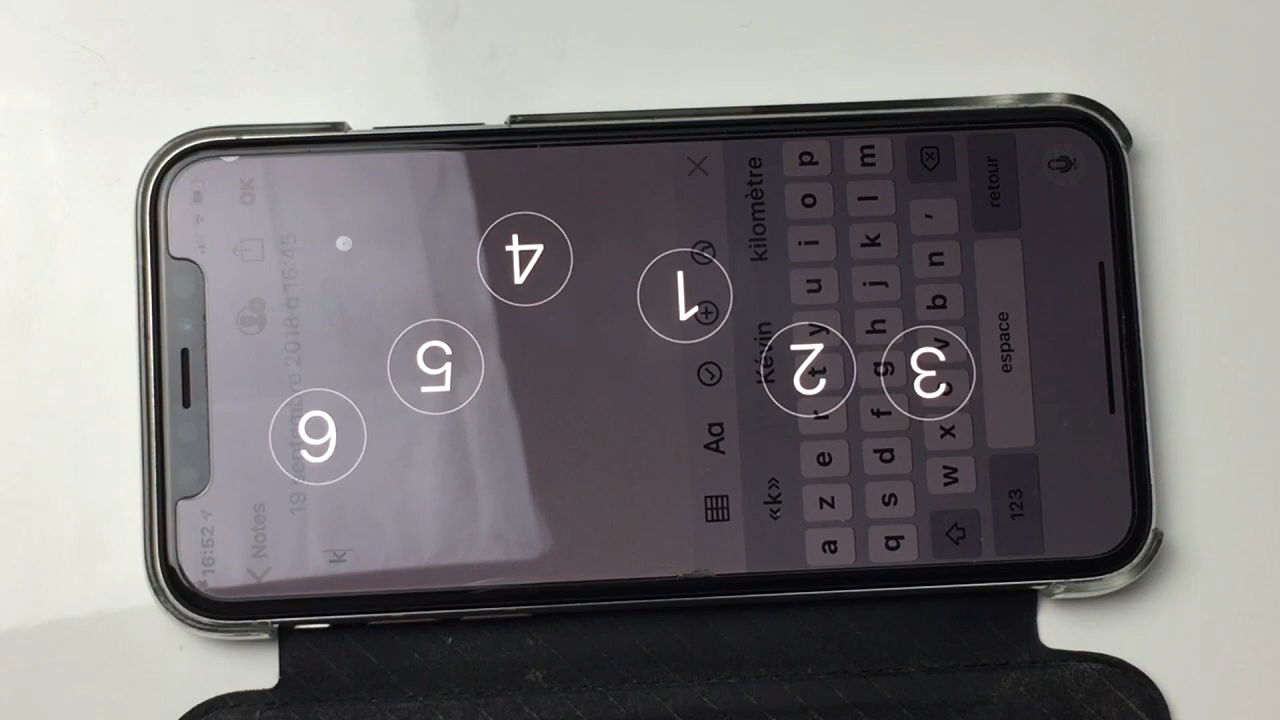 16:52
Notes OK
19 septembre 2018 à 16:45
k
6
5
4
1
Aa
«k» Kévin kilomètre
2
a z e r t y u i o p
q s d f g h j k l m
3
w x c v b n '
123 espace retour